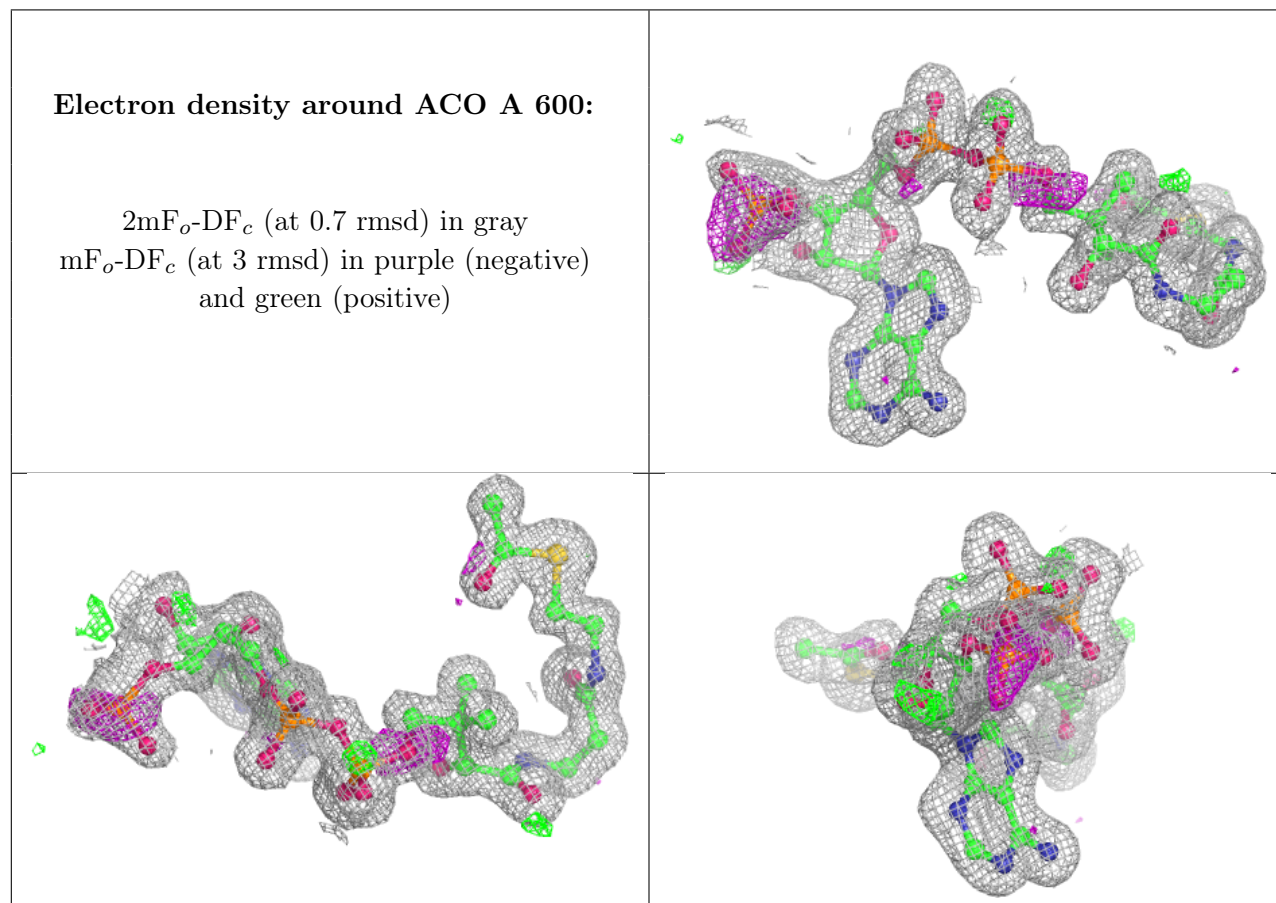 Electron density around ACO A 600:
2mFo-DFc (at 0.7 rmsd) in gray
mFo-DFc (at 3 rmsd) in purple (negative)
and green (positive)